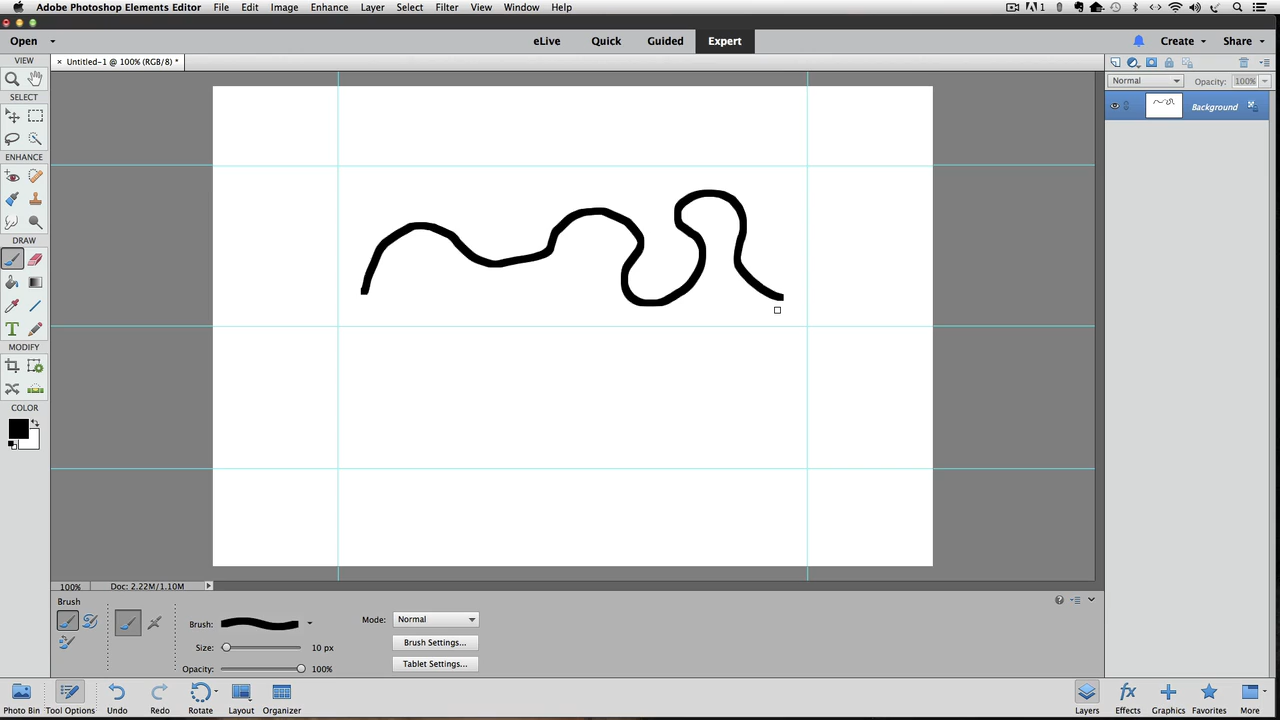 Adobe Photoshop Elements Editor File Edit Image Enhance Layer Select Filter View Window Help
1
Open eLive Quick Guided Expert Create Share
VIEW
× Untitled-1 @ 100% (RGB/8) *
SELECT
ENHANCE
DRAW
T
MODIFY
COLOR
Normal Opacity: 100%
Background
100% Doc: 2.22M/1.10M
Brush
Brush:
Size: 10 px
Opacity: 100%
Mode: Normal
Brush Settings...
Tablet Settings...
Photo Bin Tool Options Undo Redo Rotate Layout Organizer
fx
Layers Effects Graphics Favorites More